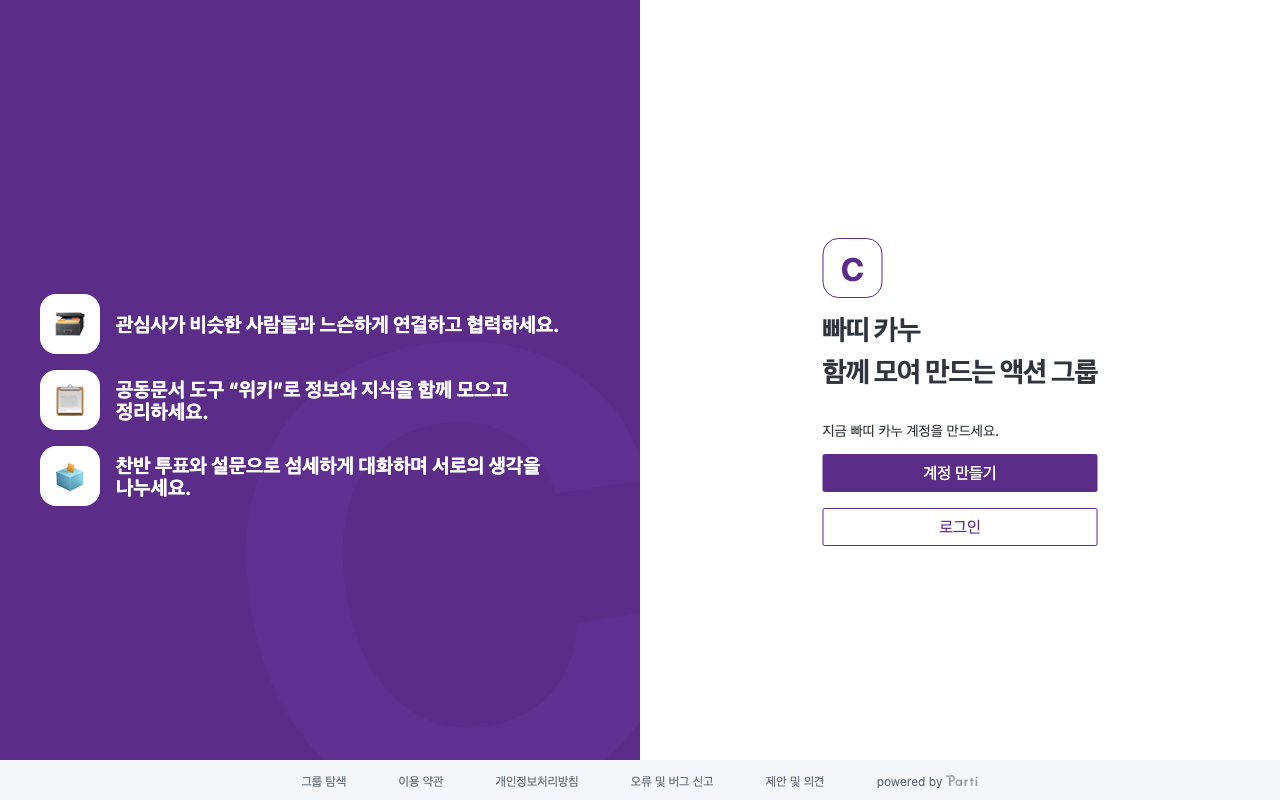 관심사가 비슷한 사람들과 느슨하게 연결하고 협력하세요.
공동문서 도구 “위키”로 정보와 지식을 함께 모으고
정리하세요.
찬반 투표와 설문으로 섬세하게 대화하며 서로의 생각을
나누세요.
C
빠띠 카누
함께 모여 만드는 액션 그룹
지금 빠띠 카누 계정을 만드세요.
계정 만들기
로그인
그룹 탐색
이용 약관
개인정보처리방침
오류 및 버그 신고
제안 및 의견
powered by Parti